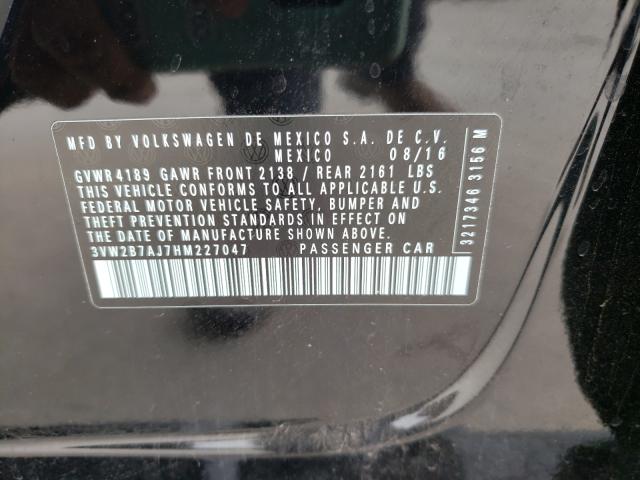 MFD BY VOLKSWAGEN DE MEXICO S.A. DE C.V.
MEXICO 08/16
GVWR4189 GAWR FRONT 2138 / REAR 2161 LBS
THIS VEHICLE CONFORMS TO ALL APPLICABLE U.S.
FEDERAL MOTOR VEHICLE SAFETY, BUMPER AND
THEFT PREVENTION STANDARDS IN EFFECT ON
THE DATE OF MANUFACTURE SHOWN ABOVE.
3VW2B7AJ7HM227047 PASSENGER CAR
3217346 3156 M